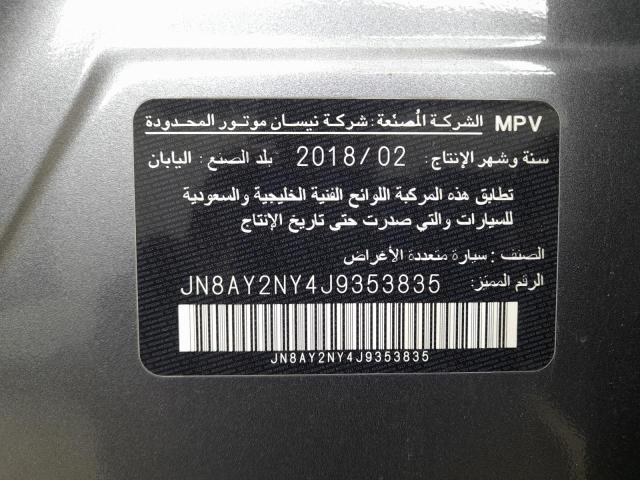 MPV الشركة المُصنّعة : شركة نيسان موتور المحدودة
سنة وشهر الإنتاج: 2018/02 بلد الصنع : اليابان
تطابق هذه المركبة اللوائح الفنية الخليجية والسعودية
للسيارات والتي صدرت حتى تاريخ الإنتاج
الصنف : سيارة متعددة الأغراض
الرقم المميّز: JN8AY2NY4J9353835
JN8AY2NY4J9353835